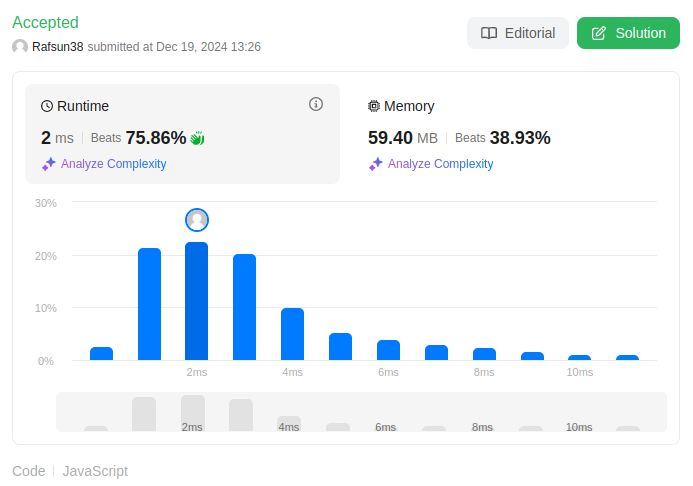 Accepted
Editorial
Solution
Rafsun38 submitted at Dec 19, 2024 13:26
Runtime
Memory
2 ms Beats 75.86%
59.40 MB Beats 38.93%
Analyze Complexity
Analyze Complexity
30%
20%
10%
0%
2ms 4ms 6ms 8ms 10ms
2ms 4ms 6ms 8ms 10ms
Code JavaScript